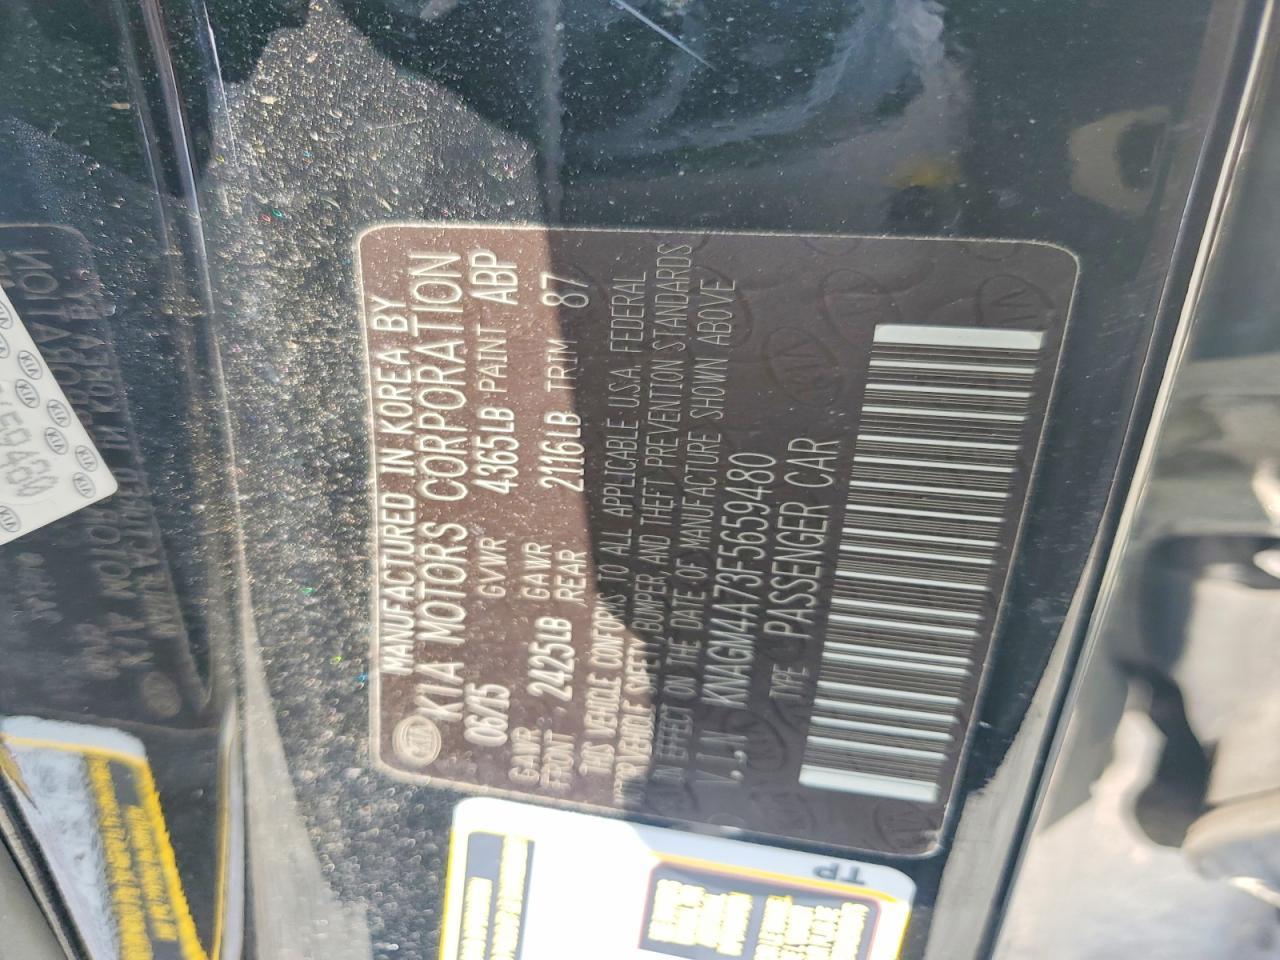 MANUFACTURED IN KOREA BY
KIA MOTORS CORPORATION
06/15 GVWR 4365LB PAINT ABP
GAWR FRONT 2425LB GAWR REAR 2116LB TRIM 87
THIS VEHICLE CONFORMS TO ALL APPLICABLE U.S.A. FEDERAL
MOTOR VEHICLE SAFETY, BUMPER, AND THEFT PREVENTION STANDARDS
IN EFFECT ON THE DATE OF MANUFACTURE SHOWN ABOVE
V.I.N KNAGM4A73F5659480
TYPE PASSENGER CAR
TP